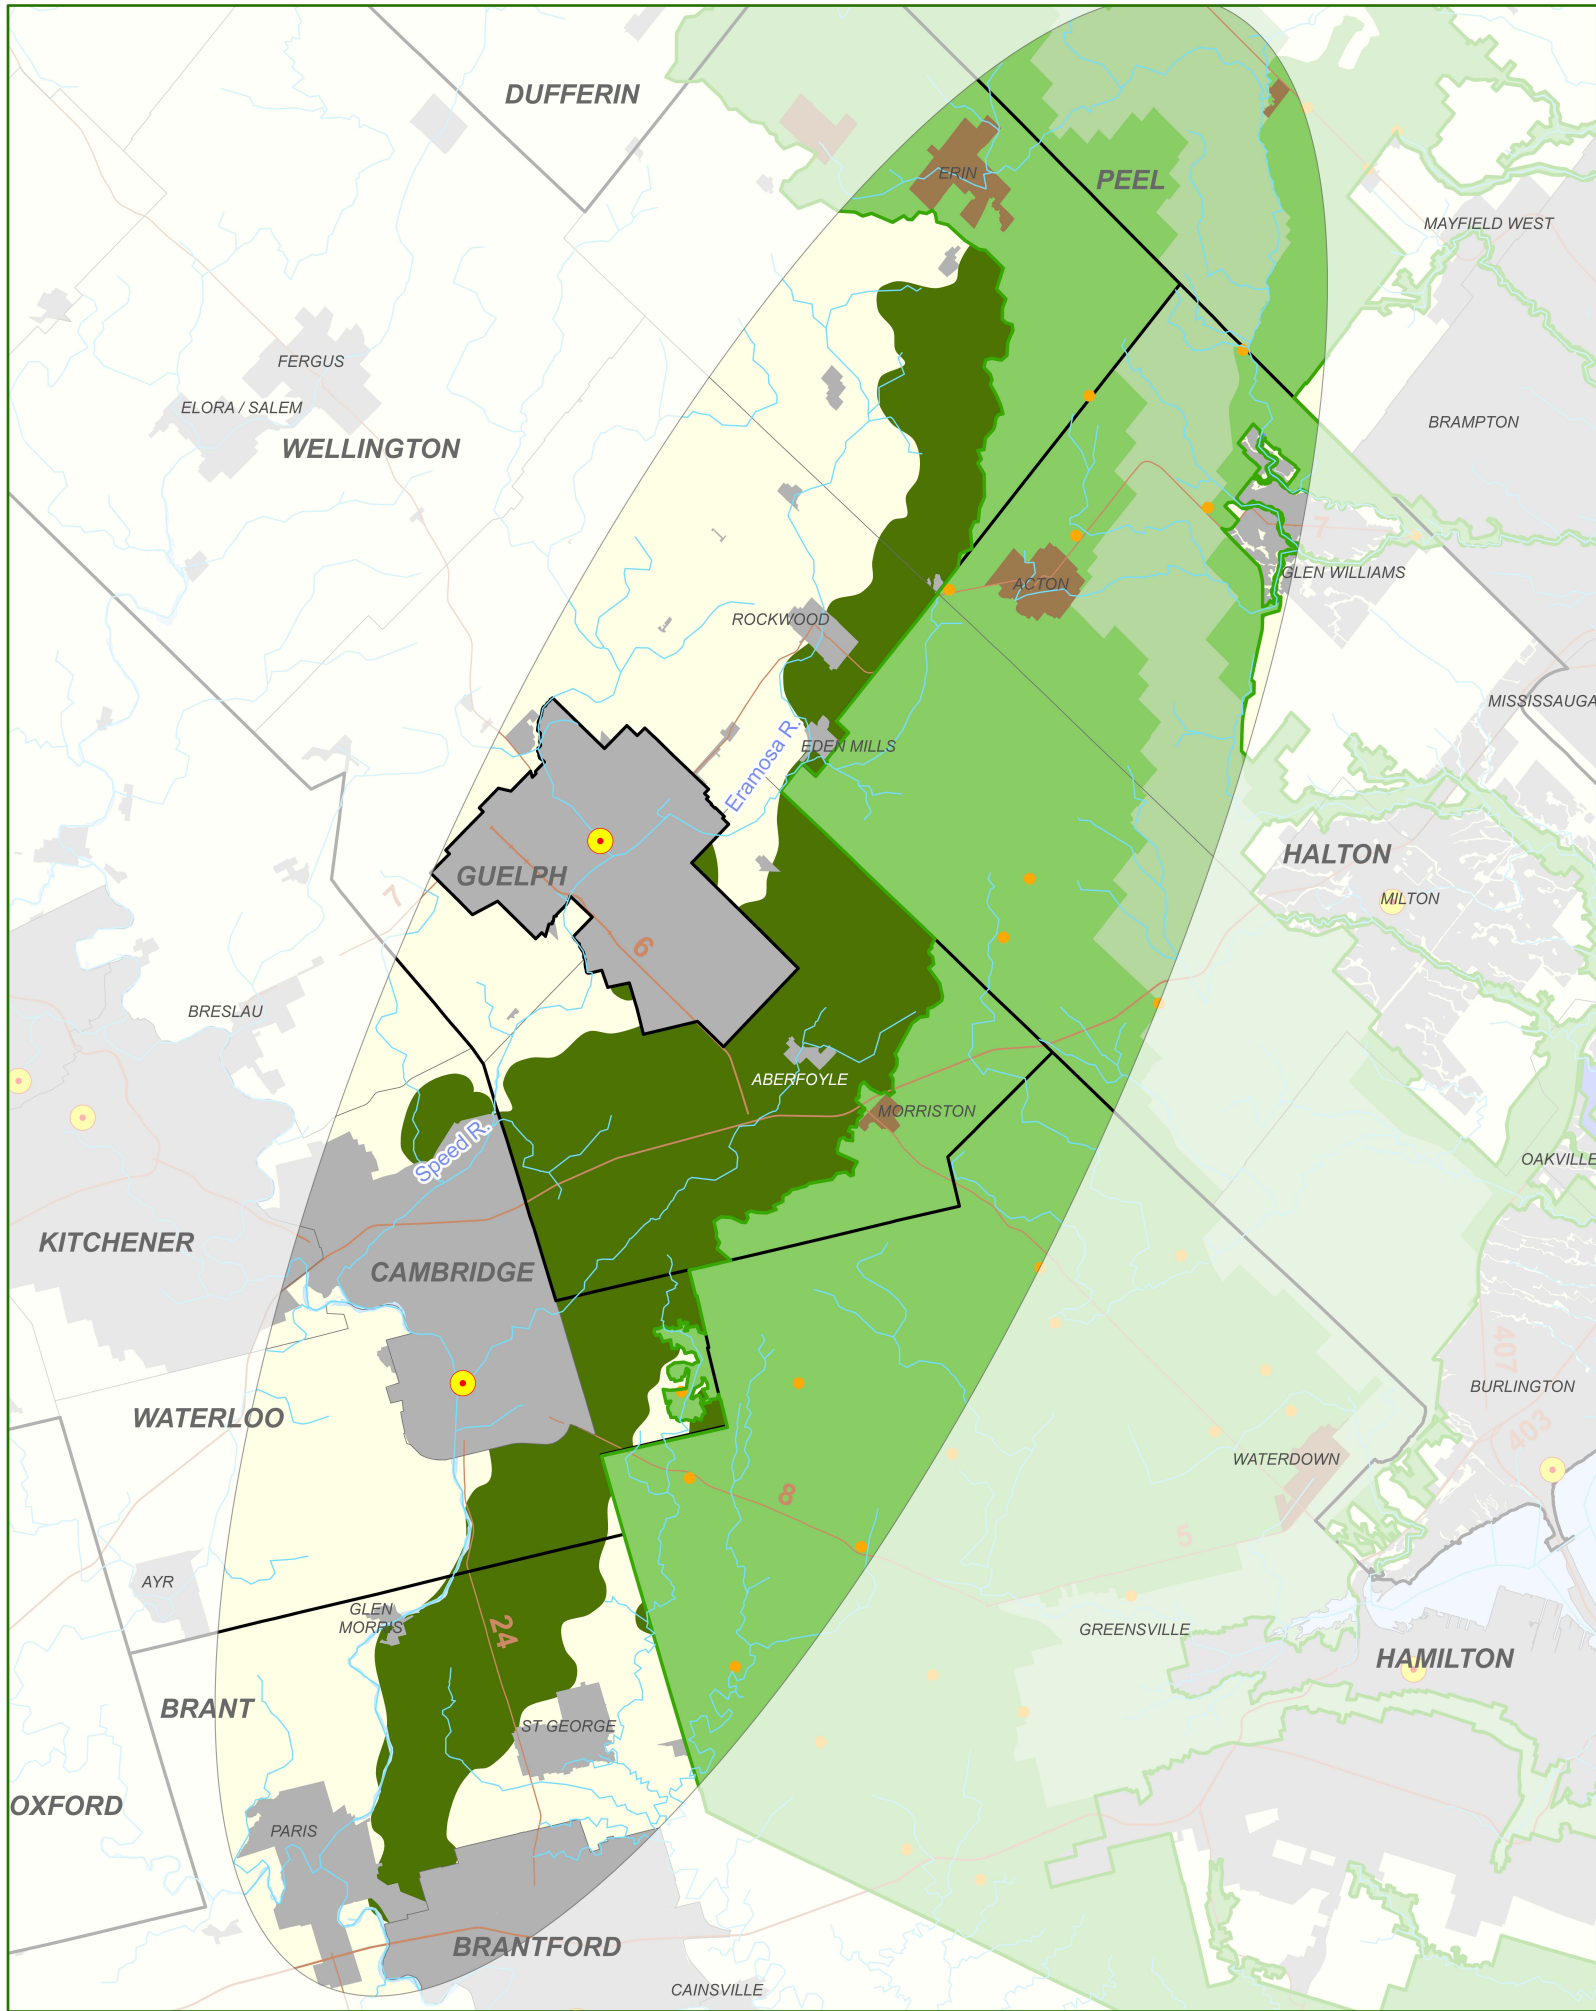 DUFFERIN
ERIN
PEEL
MAYFIELD WEST
FERGUS
ELORA / SALEM
WELLINGTON
BRAMPTON
1
7
ACTON
GLEN WILLIAMS
ROCKWOOD
MISSISSAUGA
EDEN MILLS
Eramosa R.
HALTON
GUELPH
7
MILTON
6
BRESLAU
ABERFOYLE
MORRISTON
Speed R.
OAKVILLE
KITCHENER
CAMBRIDGE
407
BURLINGTON
WATERLOO
403
WATERDOWN
8
5
AYR
GLEN
MORRIS
24
GREENSVILLE
HAMILTON
BRANT
ST GEORGE
OXFORD
PARIS
BRANTFORD
CAINSVILLE